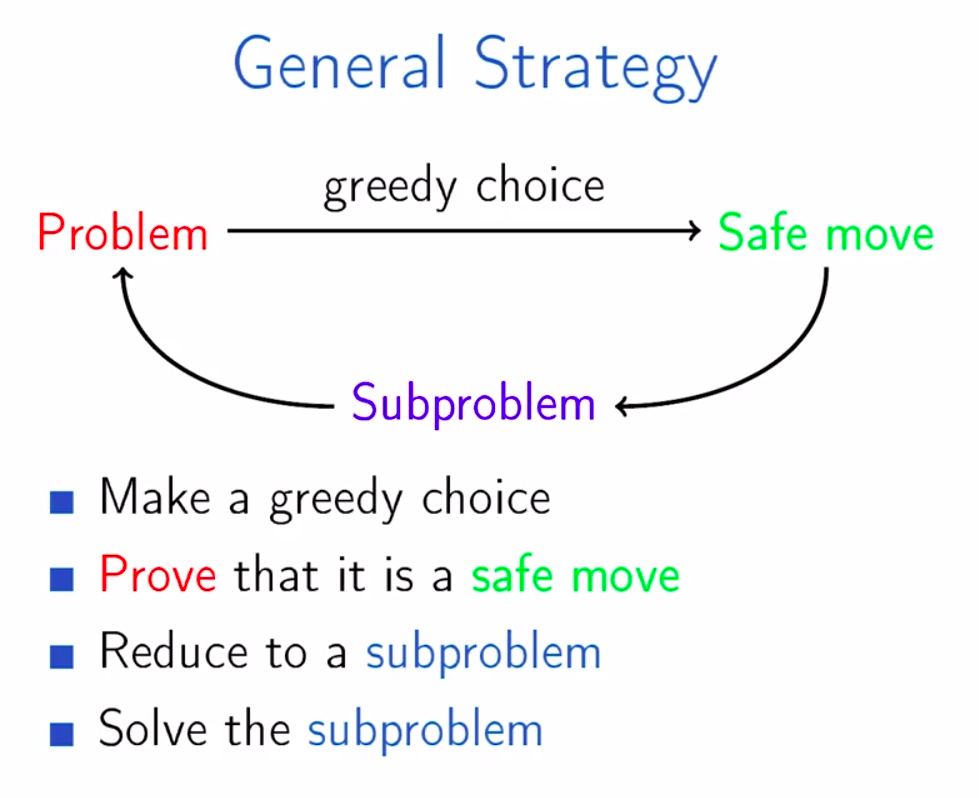 General Strategy
greedy choice
Problem
Safe move
Subproblem
Make a greedy choice
Prove that it is a safe move
Reduce to a subproblem
Solve the subproblem